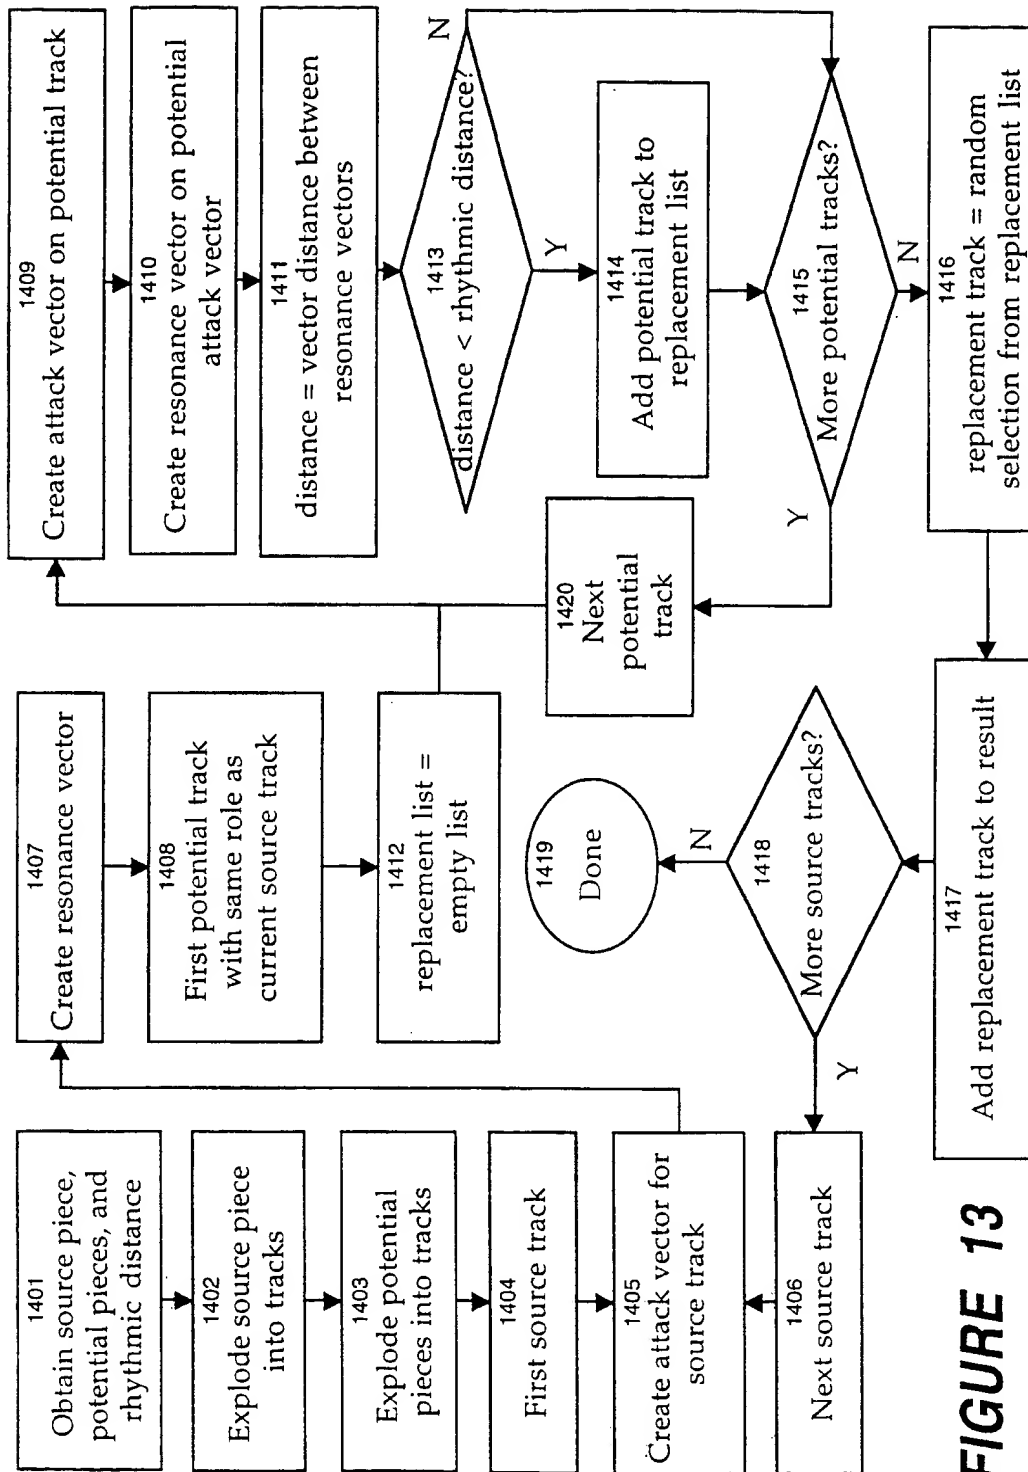 1401
Obtain source piece,
potential pieces, and
rhythmic distance
1402
Explode source piece
into tracks
1403
Explode potential
pieces into tracks
1404
First source track
1405
Create attack vector for
source track
1406
Next source track
1407
Create resonance vector
1408
First potential track
with same role as
current source track
1412
replacement list =
empty list
1409
Create attack vector on potential track
1410
Create resonance vector on potential
attack vector
1411
distance = vector distance between
resonance vectors
1413
distance < rhythmic distance?
N
Y
1414
Add potential track to
replacement list
1415
More potential tracks?
Y
N
1420
Next
potential
track
1416
replacement track = random
selection from replacement list
1417
Add replacement track to result
1418
More source tracks?
Y
N
1419
Done
FIGURE 13